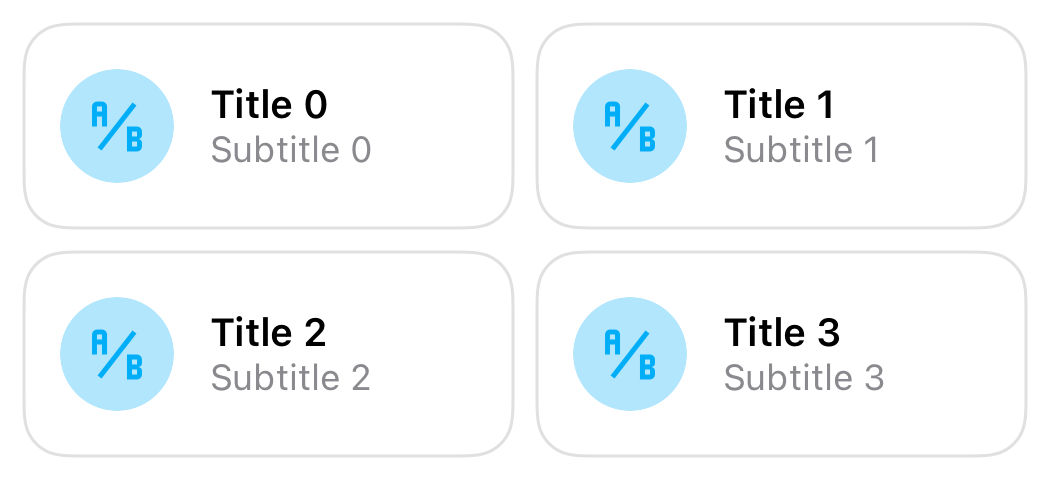 A/B
Title 0
Subtitle 0
A/B
Title 1
Subtitle 1
A/B
Title 2
Subtitle 2
A/B
Title 3
Subtitle 3